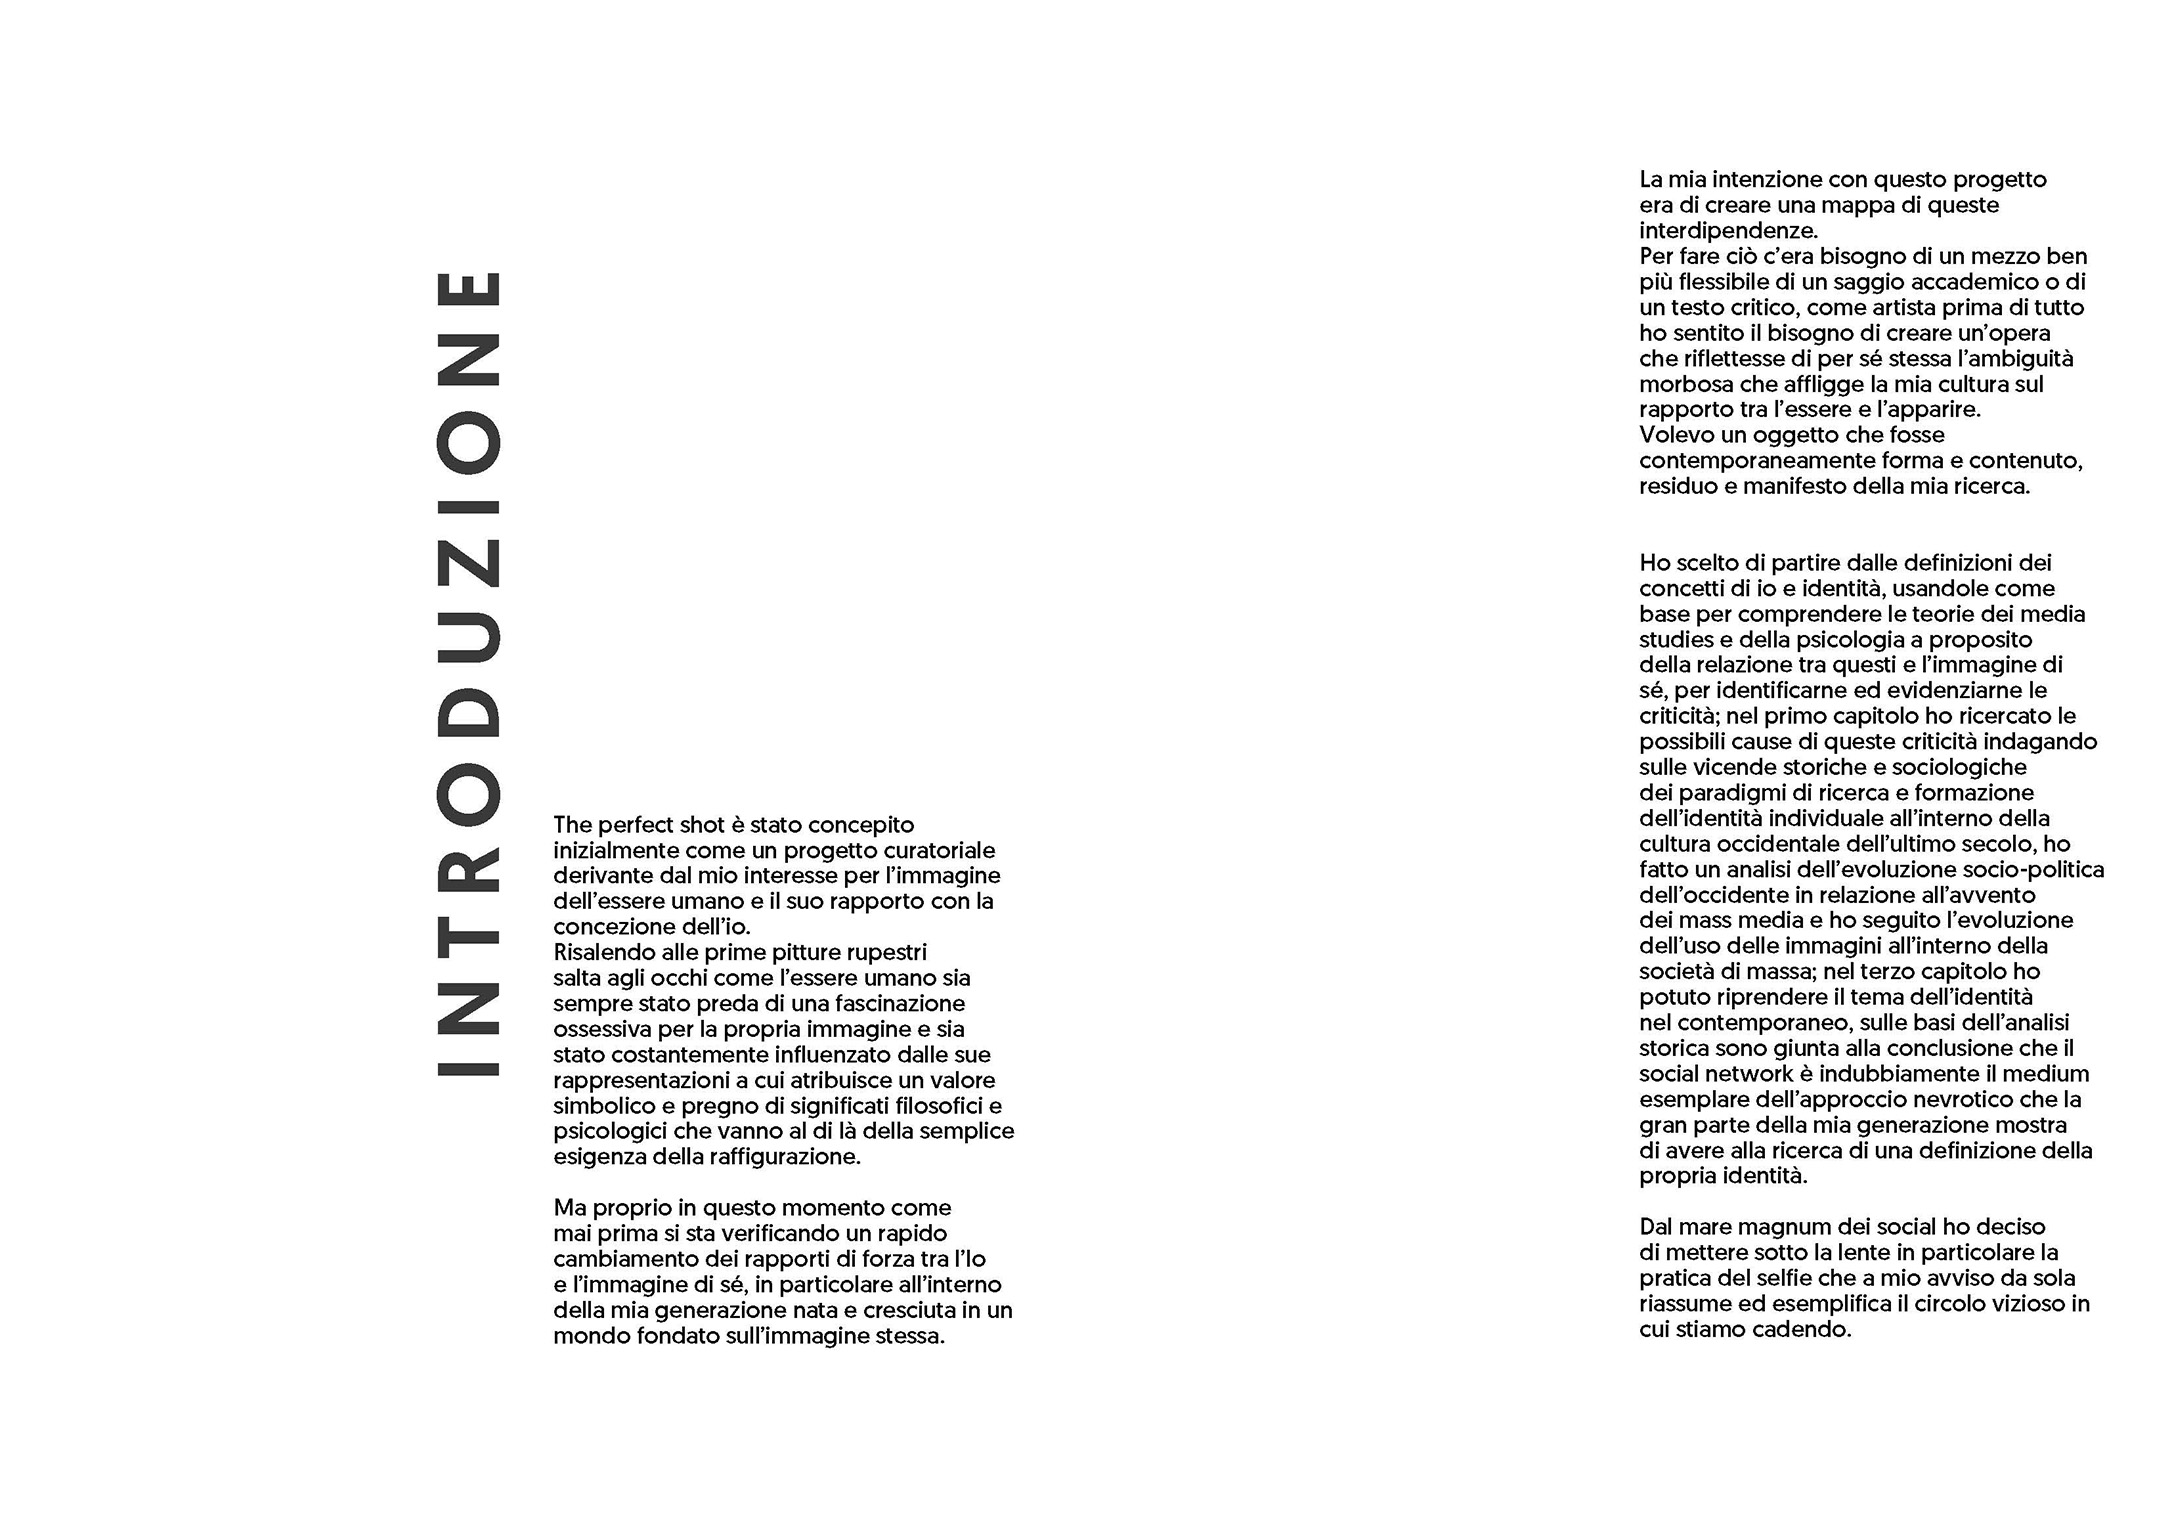 INTRODUZIONE
The perfect shot è stato concepito
inizialmente come un progetto curatoriale
derivante dal mio interesse per l’immagine
dell’essere umano e il suo rapporto con la
concezione dell’io.
Risalendo alle prime pitture rupestri
salta agli occhi come l’essere umano sia
sempre stato preda di una fascinazione
ossessiva per la propria immagine e sia
stato costantemente influenzato dalle sue
rappresentazioni a cui atribuisce un valore
simbolico e pregno di significati filosofici e
psicologici che vanno al di là della semplice
esigenza della raffigurazione.
Ma proprio in questo momento come
mai prima si sta verificando un rapido
cambiamento dei rapporti di forza tra l’Io
e l’immagine di sé, in particolare all’interno
della mia generazione nata e cresciuta in un
mondo fondato sull’immagine stessa.
La mia intenzione con questo progetto
era di creare una mappa di queste
interdipendenze.
Per fare ciò c’era bisogno di un mezzo ben
più flessibile di un saggio accademico o di
un testo critico, come artista prima di tutto
ho sentito il bisogno di creare un’opera
che riflettesse di per sé stessa l’ambiguità
morbosa che affligge la mia cultura sul
rapporto tra l’essere e l’apparire.
Volevo un oggetto che fosse
contemporaneamente forma e contenuto,
residuo e manifesto della mia ricerca.
Ho scelto di partire dalle definizioni dei
concetti di io e identità, usandole come
base per comprendere le teorie dei media
studies e della psicologia a proposito
della relazione tra questi e l’immagine di
sé, per identificarne ed evidenziarne le
criticità; nel primo capitolo ho ricercato le
possibili cause di queste criticità indagando
sulle vicende storiche e sociologiche
dei paradigmi di ricerca e formazione
dell’identità individuale all’interno della
cultura occidentale dell’ultimo secolo, ho
fatto un analisi dell’evoluzione socio-politica
dell’occidente in relazione all’avvento
dei mass media e ho seguito l’evoluzione
dell’uso delle immagini all’interno della
società di massa; nel terzo capitolo ho
potuto riprendere il tema dell’identità
nel contemporaneo, sulle basi dell’analisi
storica sono giunta alla conclusione che il
social network è indubbiamente il medium
esemplare dell’approccio nevrotico che la
gran parte della mia generazione mostra
di avere alla ricerca di una definizione della
propria identità.
Dal mare magnum dei social ho deciso
di mettere sotto la lente in particolare la
pratica del selfie che a mio avviso da sola
riassume ed esemplifica il circolo vizioso in
cui stiamo cadendo.